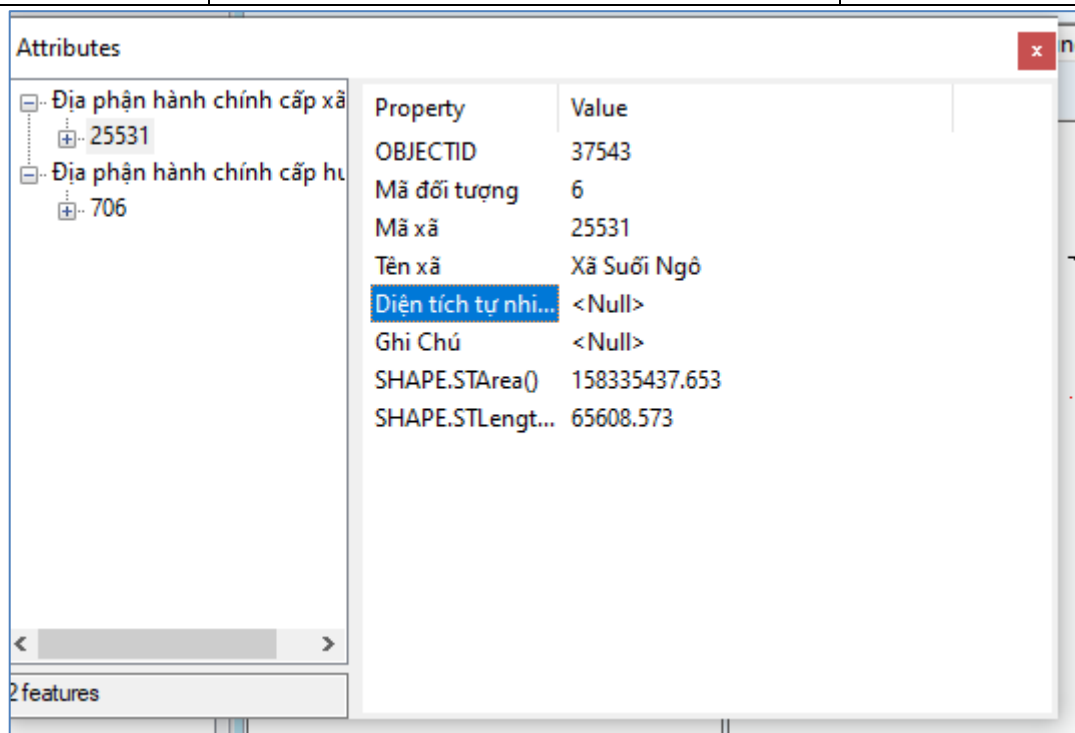 Attributes
x
Địa phận hành chính cấp xã
25531
Địa phận hành chính cấp
706
2 features
Property Value
OBJECTID 37543
Mã đối tượng 6
Mã xã 25531
Tên xã Xã Suối Ngô
Diện tích tự nhi... <Null>
Ghi Chú <Null>
SHAPE.STArea() 158335437.653
SHAPE.STLengt... 65608.573